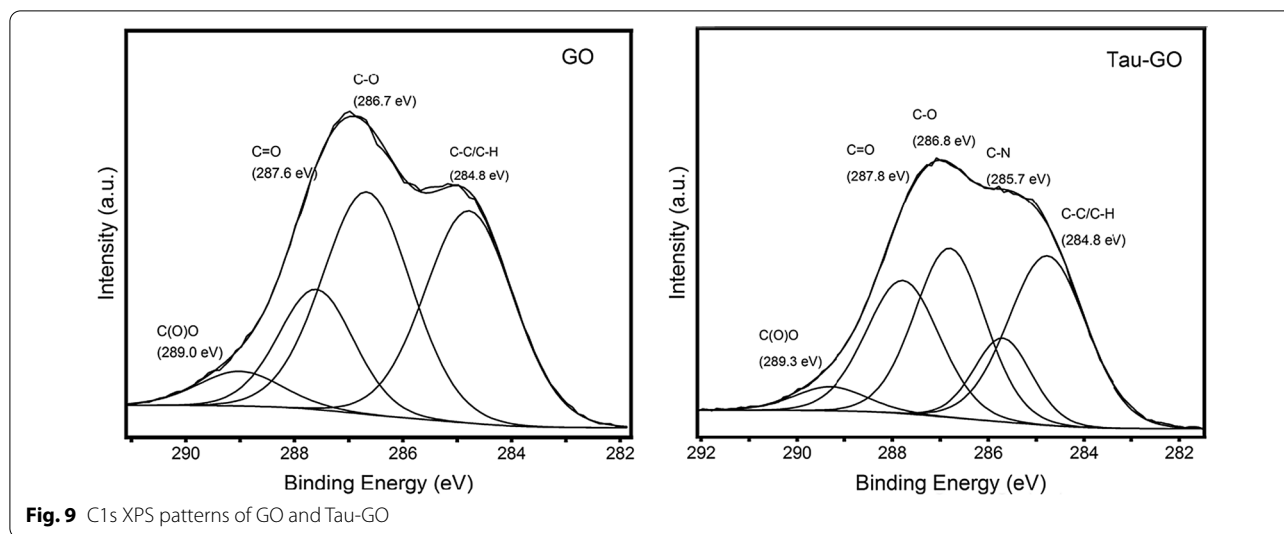 GO
C-O
(286.7 eV)
C=O
(287.6 eV)
C-C/C-H
(284.8 eV)
C(O)O
(289.0 eV)
Intensity (a.u.)
290 288 286 284 282
Binding Energy (eV)
Tau-GO
C-O
(286.8 eV)
C=O
(287.8 eV)
C-N
(285.7 eV)
C-C/C-H
(284.8 eV)
C(O)O
(289.3 eV)
Intensity (a.u.)
292 290 288 286 284 282
Binding Energy (eV)
Fig. 9 C1s XPS patterns of GO and Tau-GO